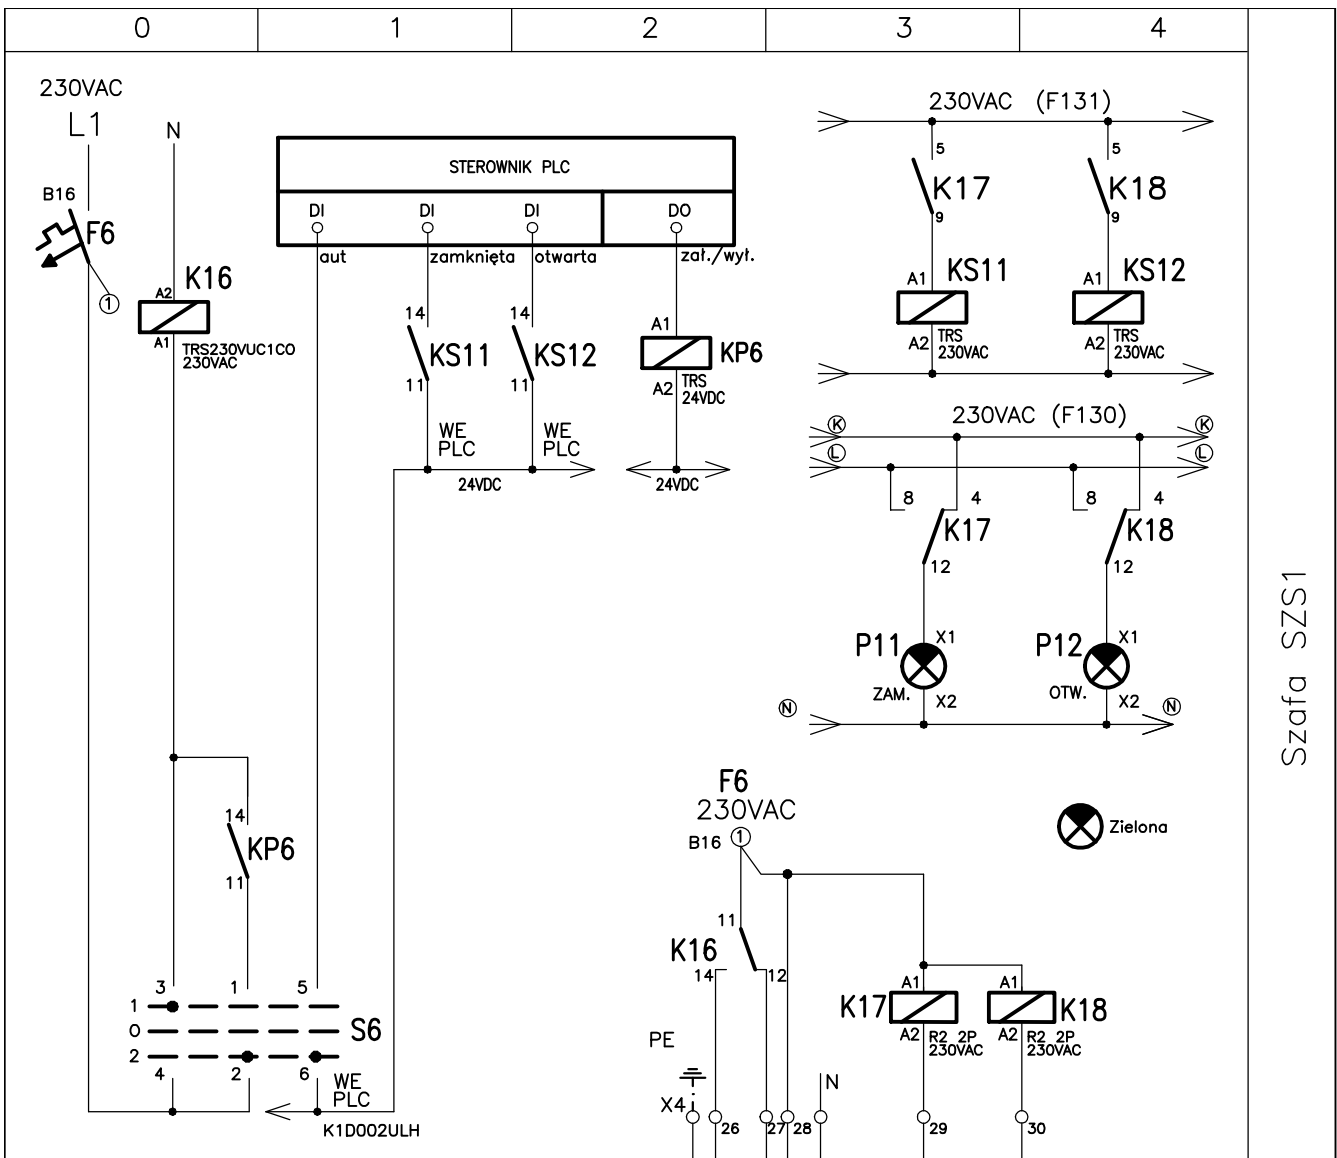 0 1 2 3 4
230VAC
L1
N
B16
F6
1
K16
A2
A1
TRS230VUC1CO
230VAC
STEROWNIK PLC
DI DI DI DO
aut zamknięta otwarta zał./wył.
14 14
KS11 KS12
11 11
A1
KP6
A2 TRS
24VDC
WE
PLC
WE
PLC
24VDC 24VDC
230VAC (F131)
5 5
K17 K18
9 9
A1 KS11 A1 KS12
A2 TRS
230VAC
A2 TRS
230VAC
230VAC (F130)
K K
L L
8 4 8 4
K17 K18
12 12
P11 X1 P12 X1
ZAM. X2 OTW. X2
N N
Szafa SZS1
Zielona
14
KP6
11
3 1 5
1
0
2
S6
4 2 6
WE
PLC
K1D002ULH
F6
230VAC
B16 1
11
K16
14 12
A1 A1
K17 K18
A2 R2 2P
230VAC
A2 R2 2P
230VAC
PE
N
X4
26 27 28 29 30